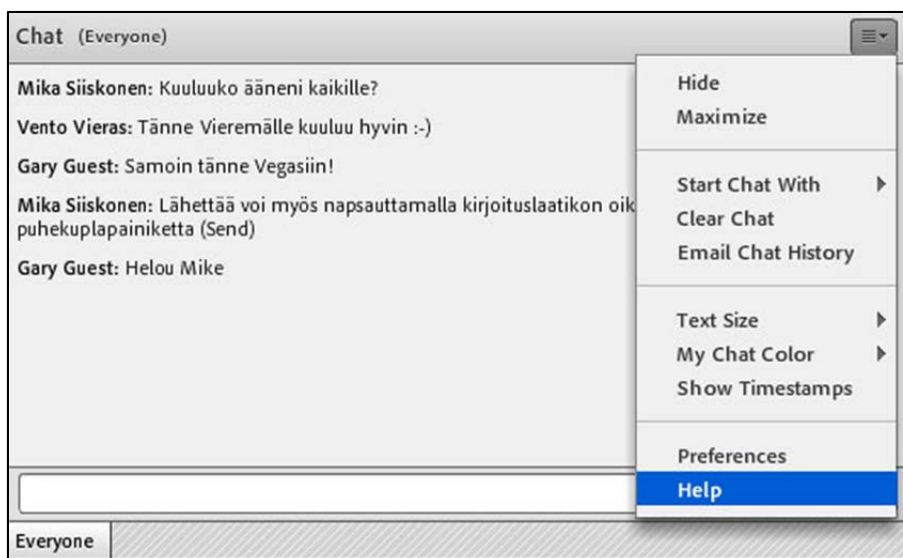 Chat (Everyone)
Mika Siiskonen: Kuuluuko ääneni kaikille?
Vento Vieras: Tänne Vieremälle kuuluu hyvin :-)
Gary Guest: Samoin tänne Vegasiin!
Mika Siiskonen: Lähettää voi myös napsauttamalla kirjoituslaatikon oik
puhekuplapainiketta (Send)
Gary Guest: Helou Mike
Hide
Maximize
Start Chat With
Clear Chat
Email Chat History
Text Size
My Chat Color
Show Timestamps
Preferences
Help
Everyone